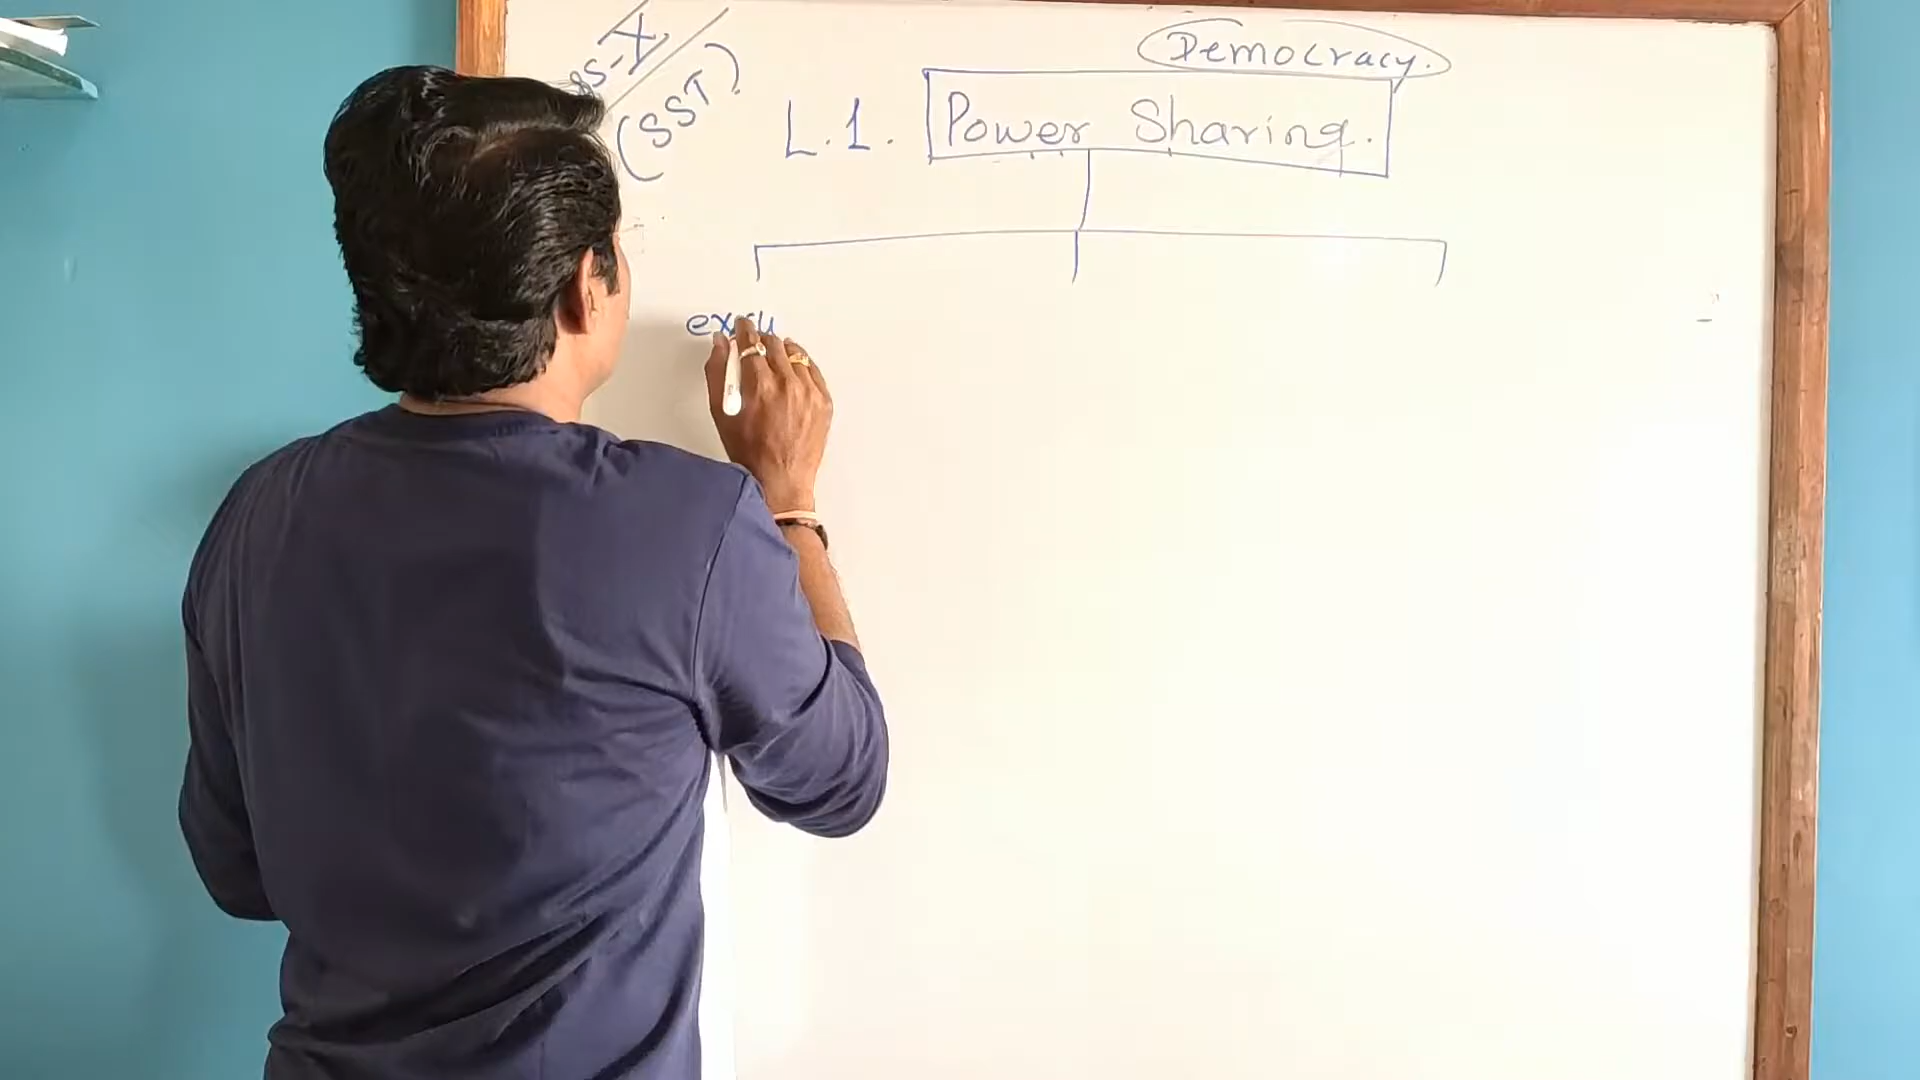 Democracy.
s-X
(SST)
L.1. Power Sharing.